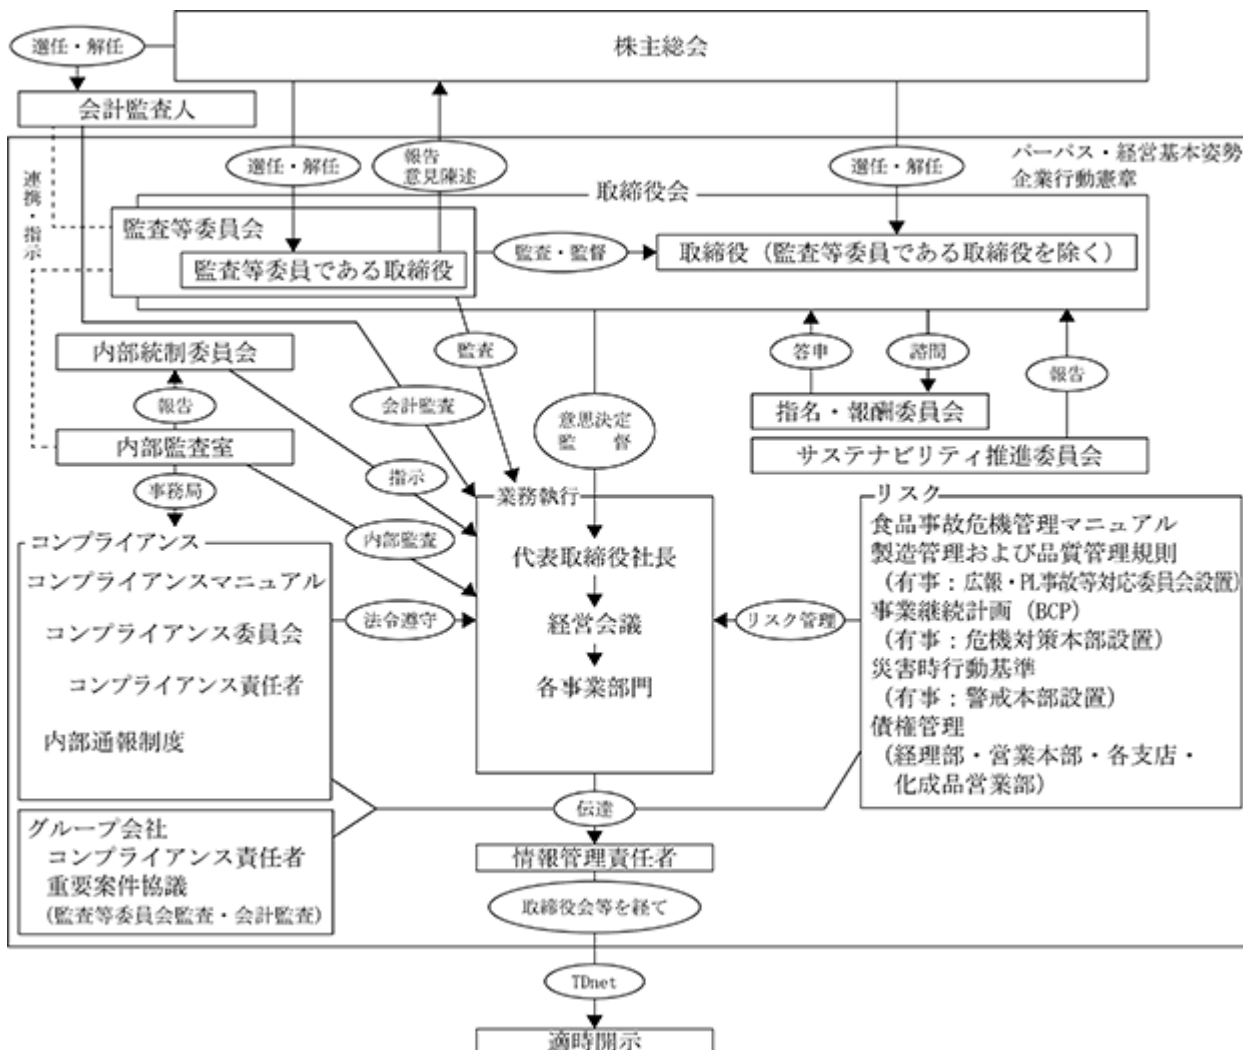 株主総会
選任・解任
会計監査人
連携・指示
選任・解任
報告
意見陳述
選任・解任
パーパス・経営基本姿勢
企業行動憲章
取締役会
監査等委員会
監査等委員である取締役
監査・監督
取締役（監査等委員である取締役を除く）
内部統制委員会
監査
答申
諮問
報告
報告
会計監査
意思決定
監　督
指名・報酬委員会
内部監査室
サステナビリティ推進委員会
事務局
指示
内部監査
業務執行
代表取締役社長
経営会議
各事業部門
コンプライアンス
コンプライアンスマニュアル
コンプライアンス委員会
コンプライアンス責任者
内部通報制度
法令遵守
リスク管理
リスク
食品事故危機管理マニュアル
製造管理および品質管理規則
（有事：広報・PL事故等対応委員会設置）
事業継続計画（BCP）
（有事：危機対策本部設置）
災害時行動基準
（有事：警戒本部設置）
債権管理
（経理部・営業本部・各支店・
化成品営業部）
グループ会社
コンプライアンス責任者
重要案件協議
（監査等委員会監査・会計監査）
伝達
情報管理責任者
取締役会等を経て
TDnet
適時開示